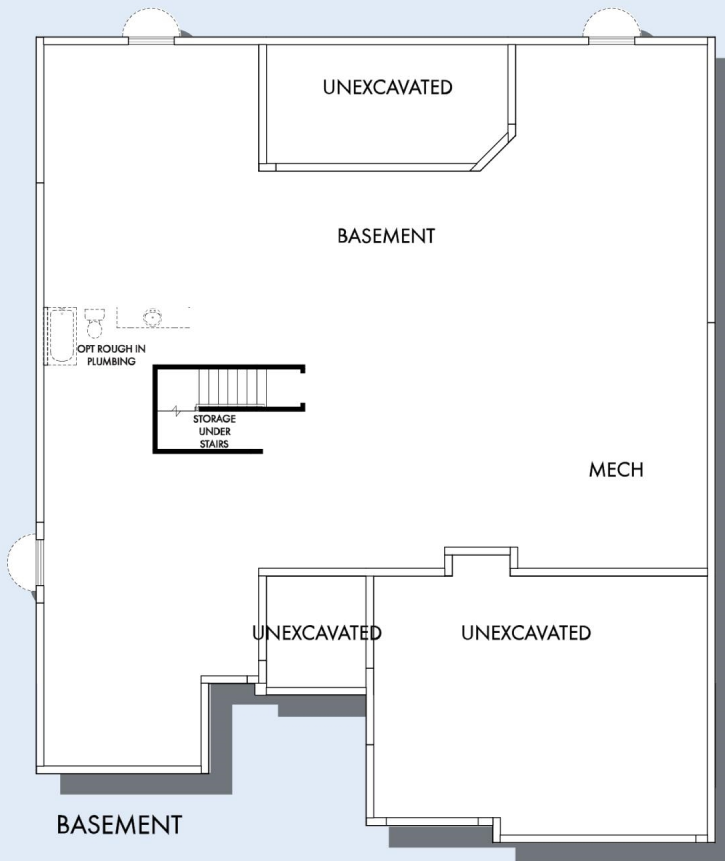 UNEXCAVATED
BASEMENT
OPT ROUGH IN
PLUMBING
STORAGE
UNDER
STAIRS
MECH
UNEXCAVATED
UNEXCAVATED
BASEMENT